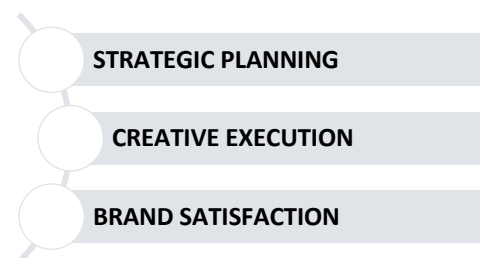 STRATEGIC PLANNING
CREATIVE EXECUTION
BRAND SATISFACTION